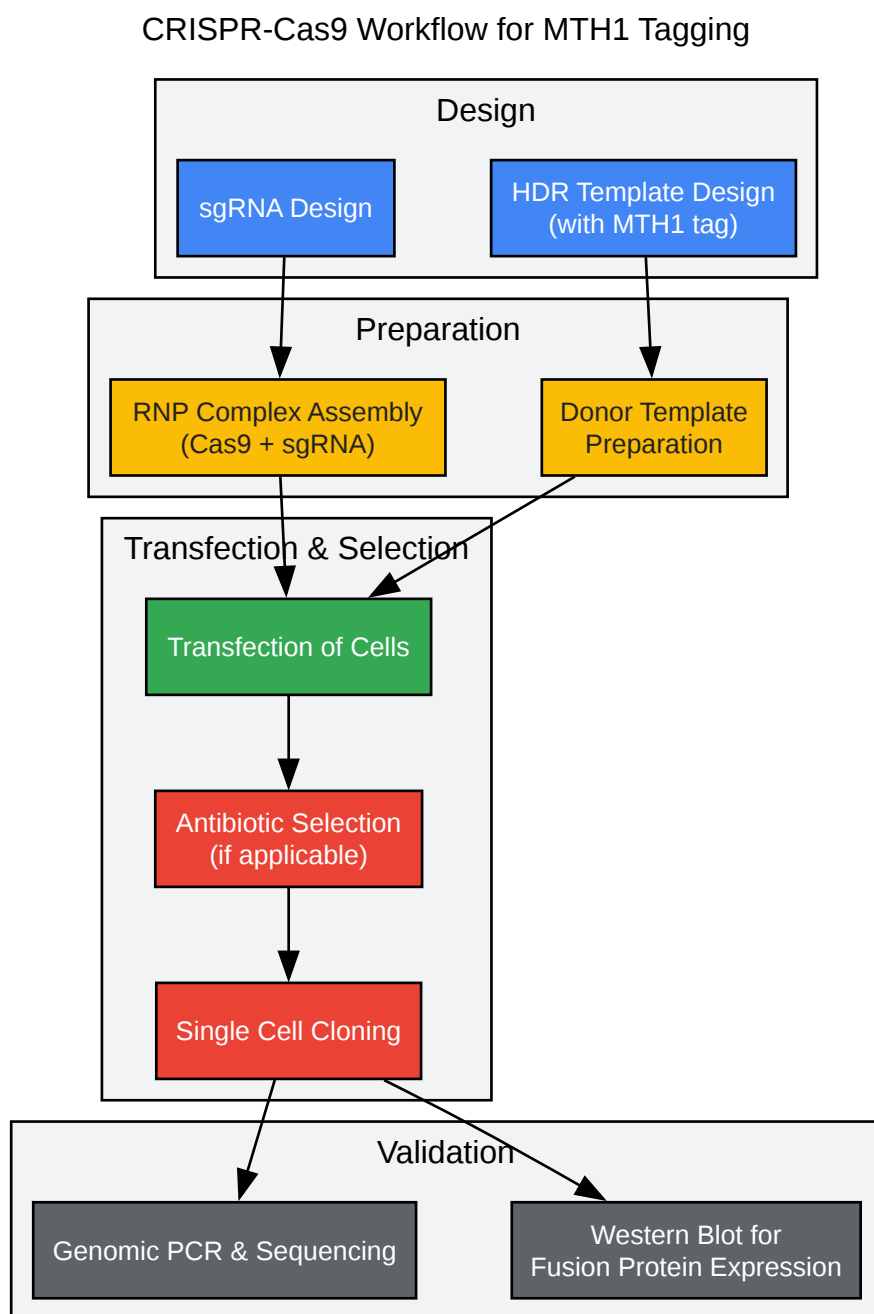 CRISPR-Cas9 Workflow for MTH1 Tagging
Design
sgRNA Design
HDR Template Design
(with MTH1 tag)
Preparation
RNP Complex Assembly
(Cas9 + sgRNA)
Donor Template
Preparation
Transfection & Selection
Transfection of Cells
Antibiotic Selection
(if applicable)
Single Cell Cloning
Validation
Genomic PCR & Sequencing
Western Blot for
Fusion Protein Expression